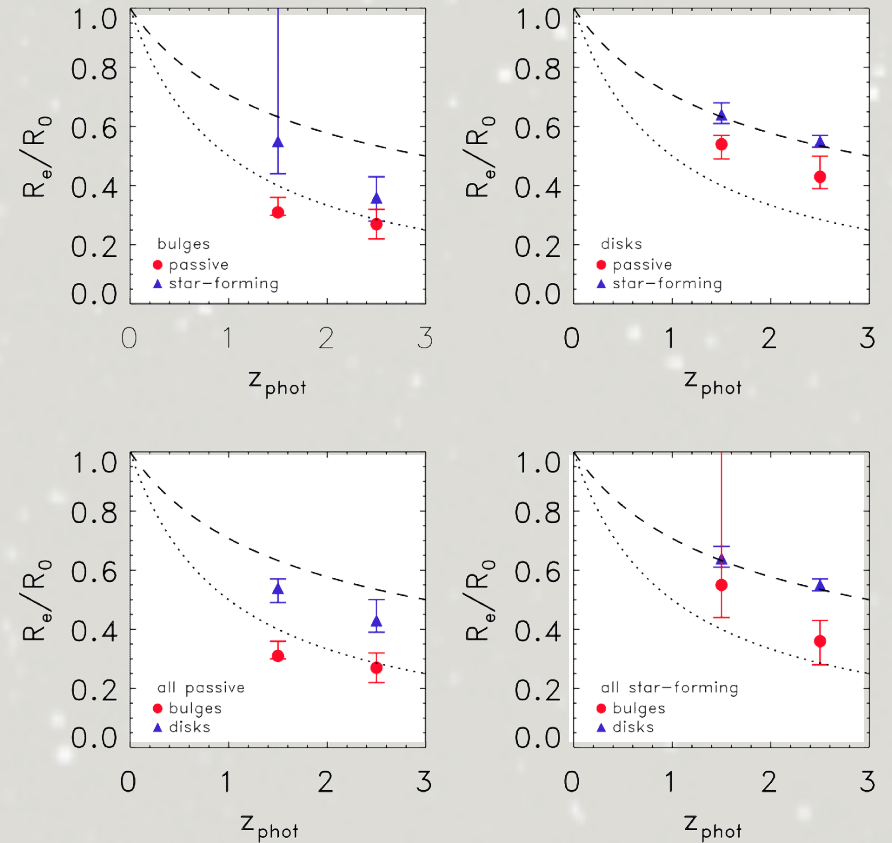 1.0
0.8
0.6
0.4
0.2
0.0
Re/R0
bulges
passive
star-forming
0 1 2 3
zphot
1.0
0.8
0.6
0.4
0.2
0.0
Re/R0
disks
passive
star-forming
0 1 2 3
zphot
1.0
0.8
0.6
0.4
0.2
0.0
Re/R0
all passive
bulges
disks
0 1 2 3
zphot
1.0
0.8
0.6
0.4
0.2
0.0
Re/R0
all star-forming
bulges
disks
0 1 2 3
zphot